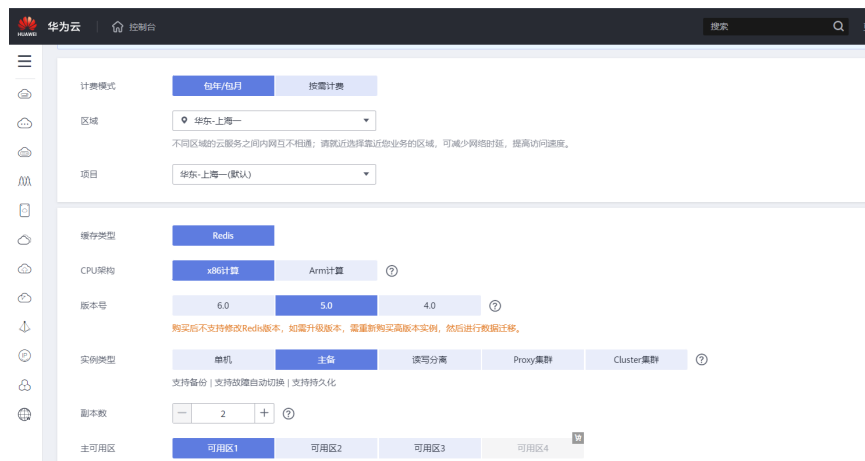 HUAWEI 华为云 控制台 搜索
计费模式 包年/包月 按需计费
区域 华东-上海一
不同区域的云服务之间内网互不相通；请就近选择靠近您业务的区域，可减少网络时延，提高访问速度。
项目 华东-上海一(默认)
缓存类型 Redis
CPU架构 x86计算 Arm计算 ?
版本号 6.0 5.0 4.0 ?
购买后不支持修改Redis版本，如需升级版本，需重新购买高版本实例，然后进行数据迁移。
实例类型 单机 主备 读写分离 Proxy集群 Cluster集群 ?
支持备份 | 支持故障自动切换 | 支持持久化
副本数 — 2 + ?
主可用区 可用区1 可用区2 可用区3 可用区4